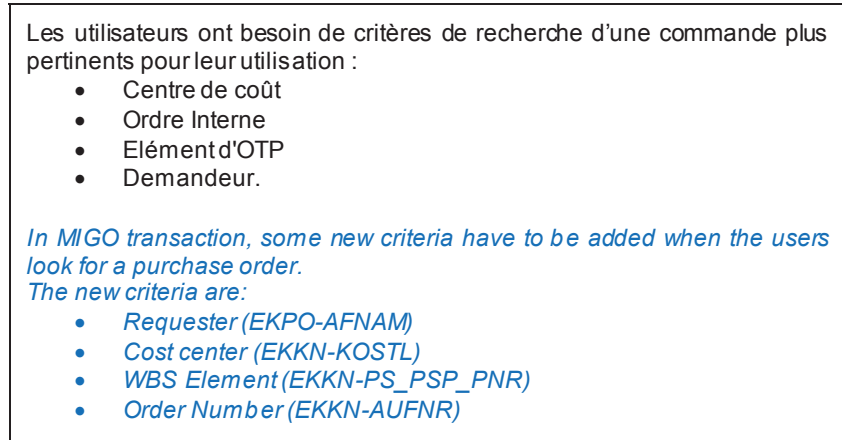 Les utilisateurs ont besoin de critères de recherche d'une commande plus
pertinents pour leur utilisation :
• Centre de coût
• Ordre Interne
• Elément d'OTP
• Demandeur.
In MIGO transaction, some new criteria have to be added when the users
look for a purchase order.
The new criteria are:
• Requester (EKPO-AFNAM)
• Cost center (EKKN-KOSTL)
• WBS Element (EKKN-PS_PSP_PNR)
• Order Number (EKKN-AUFNR)